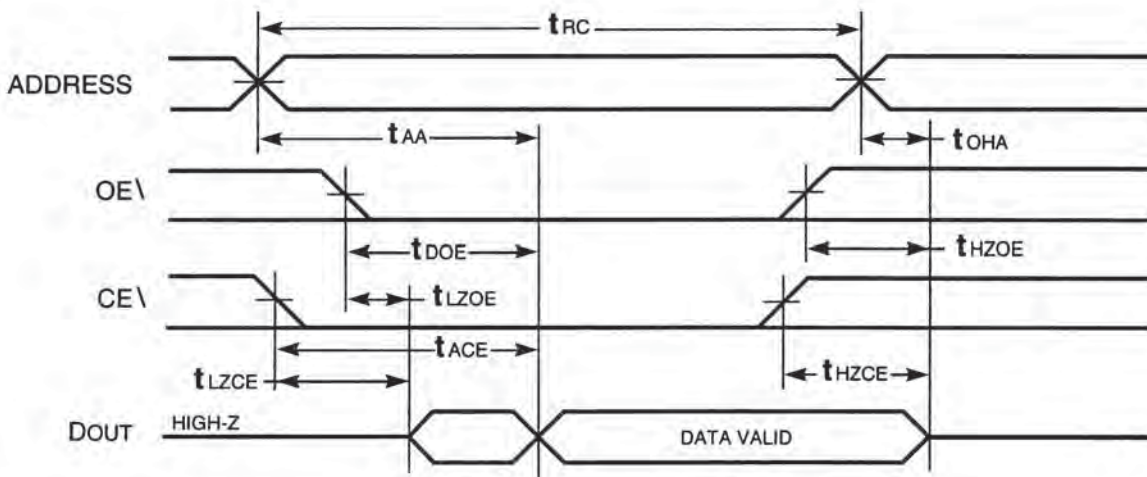 tRC
ADDRESS
tAA
tOHA
OE\
tDOE
tHZOE
CE\
tLZOE
tACE
tLZCE
tHZCE
DOUT
HIGH-Z
DATA VALID